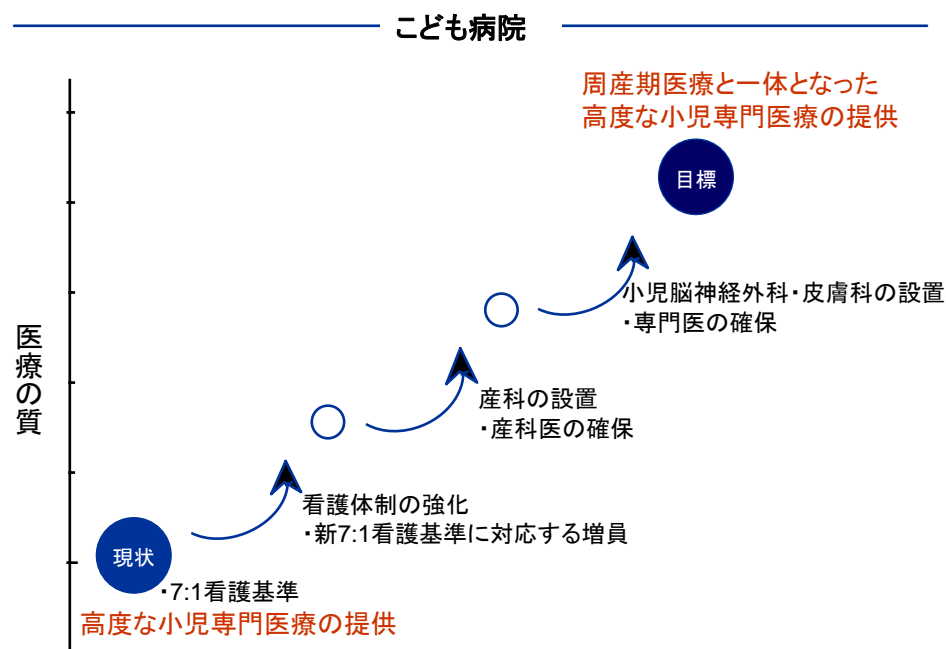 こども病院
周産期医療と一体となった
高度な小児専門医療の提供
目標
小児脳神経外科・皮膚科の設置
・専門医の確保
医療の質
産科の設置
・産科医の確保
看護体制の強化
・新7:1看護基準に対応する増員
現状
・7:1看護基準
高度な小児専門医療の提供